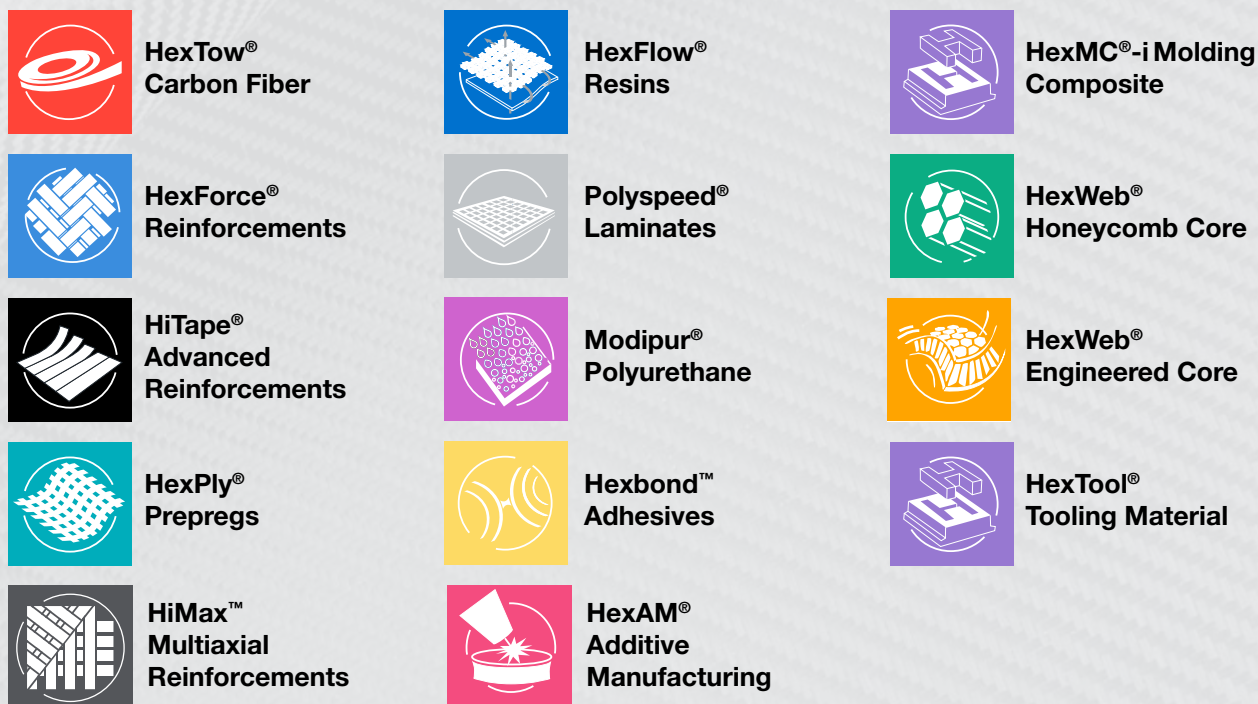 HexTow®
Carbon Fiber
HexForce®
Reinforcements
HiTape®
Advanced
Reinforcements
HexPly®
Prepregs
HiMax™
Multiaxial
Reinforcements
HexFlow®
Resins
Polyspeed®
Laminates
Modipur®
Polyurethane
Hexbond™
Adhesives
HexAM®
Additive
Manufacturing
HexMC®-i Molding
Composite
HexWeb®
Honeycomb Core
HexWeb®
Engineered Core
HexTool®
Tooling Material